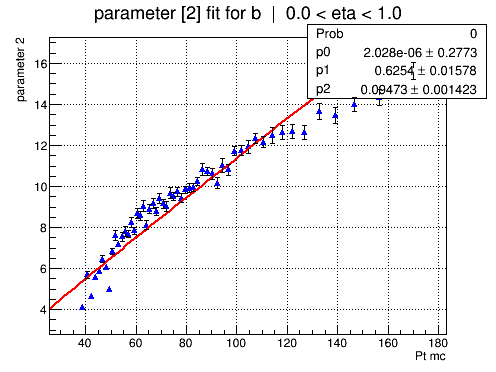 parameter [2] fit for b | 0.0 < eta < 1.0
Prob 0
p0 2.028e-06 ± 0.2773
p1 0.6254 ± 0.01578
p2 0.09473 ± 0.001423
parameter 2
16
14
12
10
8
6
4
40 60 80 100 120 140 160 180
Pt mc